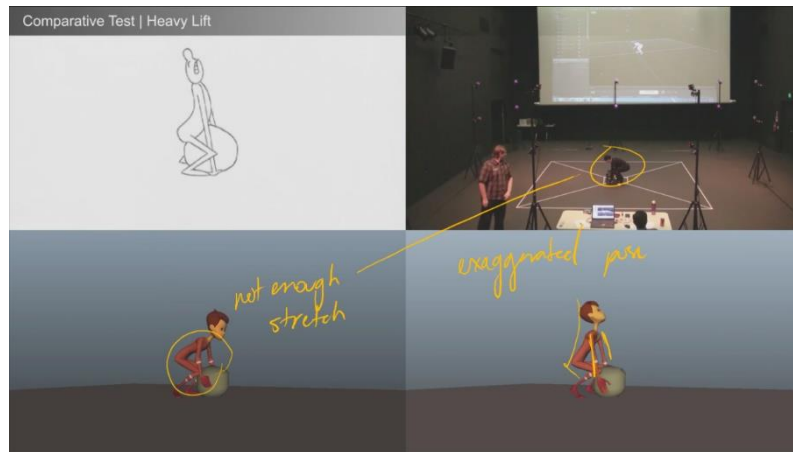 Comparative Test | Heavy Lift
not enough
stretch
exaggerated pose